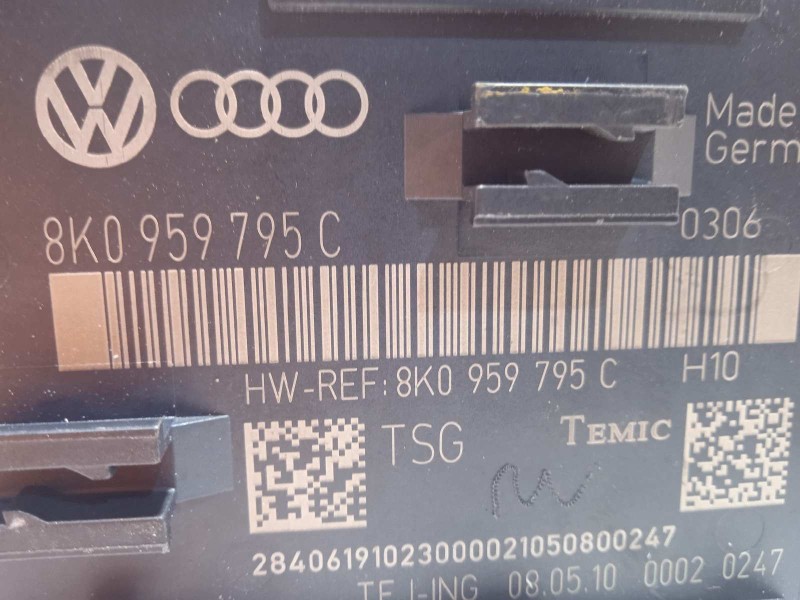 Made
Germ
8K0 959 795 C
0306
HW-REF: 8K0 959 795 C H10
TSG TEMIC
28406191023000021050800247
08.05.10 0002 0247